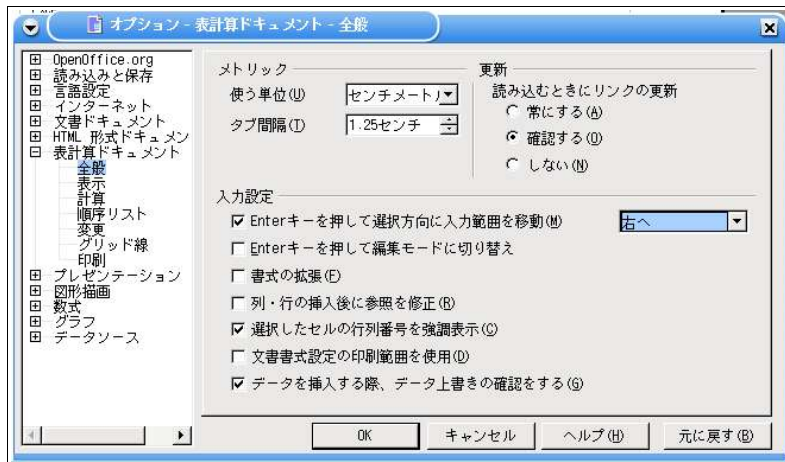 オプション - 表計算ドキュメント - 全般
OpenOffice.org
読み込みと保存
言語設定
インターネット
文書ドキュメント
HTML 形式ドキュメン
表計算ドキュメント
全般
表示
計算
順序リスト
変更
グリッド線
印刷
プレゼンテーション
図形描画
数式
グラフ
データソース
メトリック
使う単位(U) センチメートル
タブ間隔(T) 1.25センチ
更新
読み込むときにリンクの更新
常にする(A)
確認する(O)
しない(N)
入力設定
Enterキーを押して選択方向に入力範囲を移動(M) 右へ
Enterキーを押して編集モードに切り替え
書式の拡張(F)
列・行の挿入後に参照を修正(R)
選択したセルの行列番号を強調表示(C)
文書書式設定の印刷範囲を使用(D)
データを挿入する際、データ上書きの確認をする(G)
OK キャンセル ヘルプ(H) 元に戻す(B)